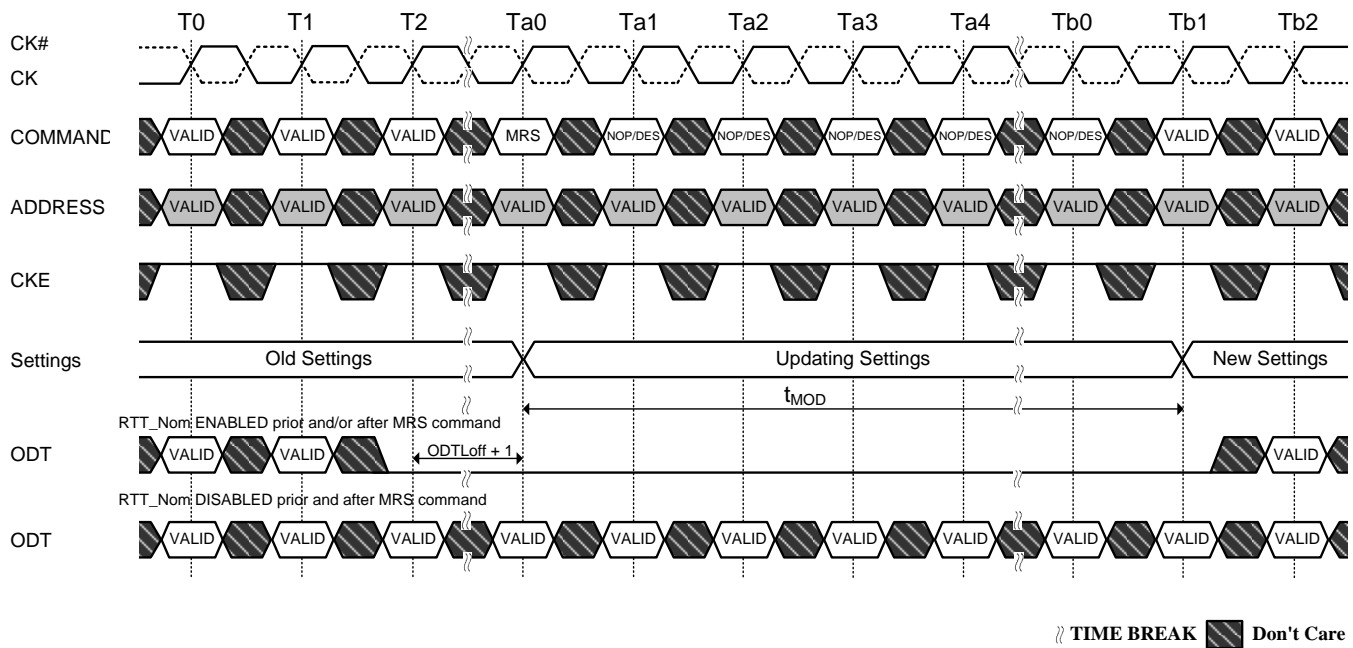 T0 T1 T2 Ta0 Ta1 Ta2 Ta3 Ta4 Tb0 Tb1 Tb2
CK#
CK
COMMAND VALID VALID VALID MRS NOP/DES NOP/DES NOP/DES NOP/DES NOP/DES VALID VALID
ADDRESS VALID VALID VALID VALID VALID VALID VALID VALID VALID VALID VALID
CKE
Settings Old Settings Updating Settings New Settings
tMOD
RTT_Nom ENABLED prior and/or after MRS command
ODT VALID VALID ODTLoff + 1 VALID
RTT_Nom DISABLED prior and after MRS command
ODT VALID VALID VALID VALID VALID VALID VALID VALID VALID VALID VALID
TIME BREAK Don't Care